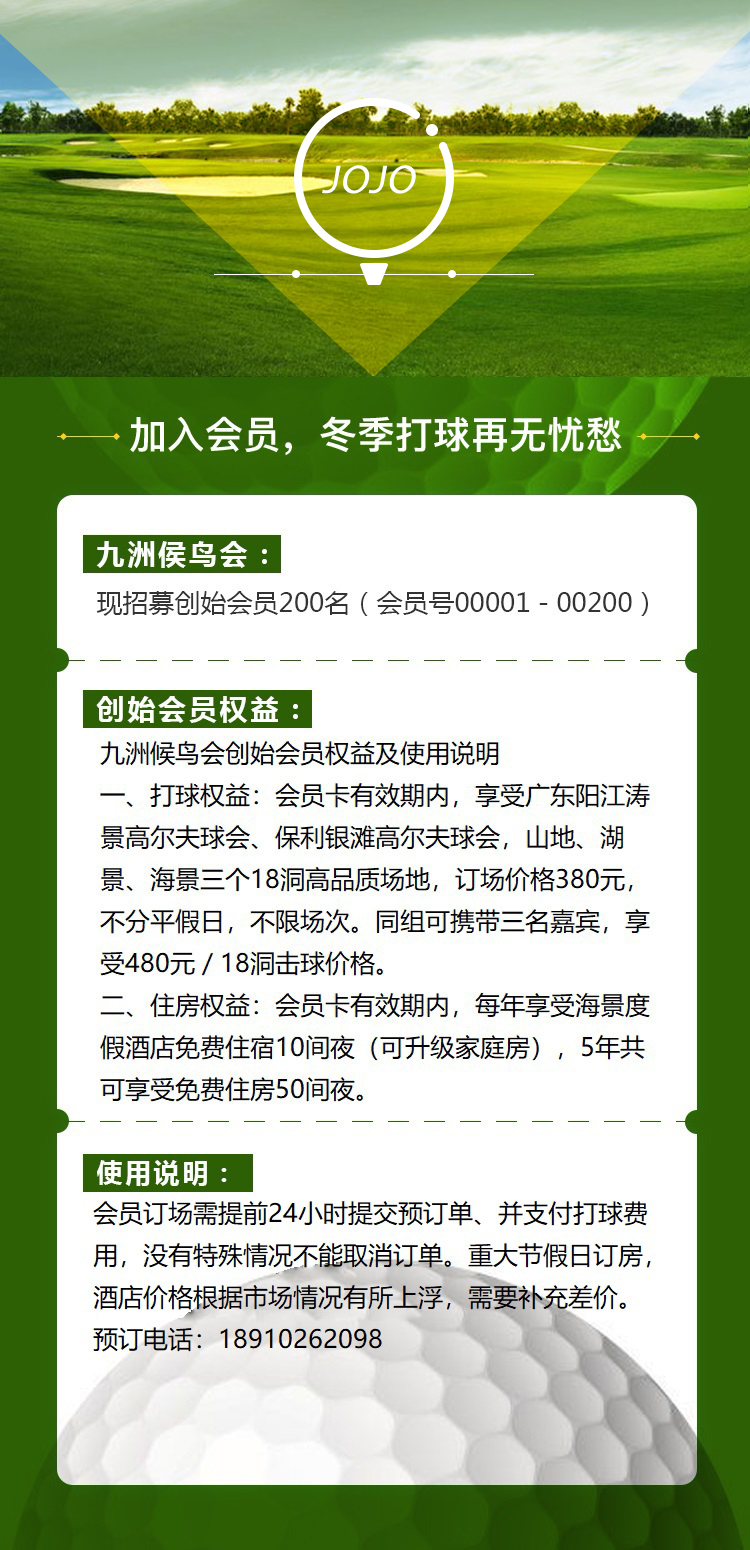 JOJO
加入会员，冬季打球再无忧愁
九洲侯鸟会：
现招募创始会员200名（会员号00001 - 00200）
创始会员权益：
九洲候鸟会创始会员权益及使用说明
一、打球权益：会员卡有效期内，享受广东阳江涛
景高尔夫球会、保利银滩高尔夫球会，山地、湖
景、海景三个18洞高品质场地，订场价格380元，
不分平假日，不限场次。同组可携带三名嘉宾，享
受480元 / 18洞击球价格。
二、住房权益：会员卡有效期内，每年享受海景度
假酒店免费住宿10间夜（可升级家庭房），5年共
可享受免费住房50间夜。
使用说明：
会员订场需提前24小时提交预订单、并支付打球费
用，没有特殊情况不能取消订单。重大节假日订房，
酒店价格根据市场情况有所上浮，需要补充差价。
预订电话：18910262098